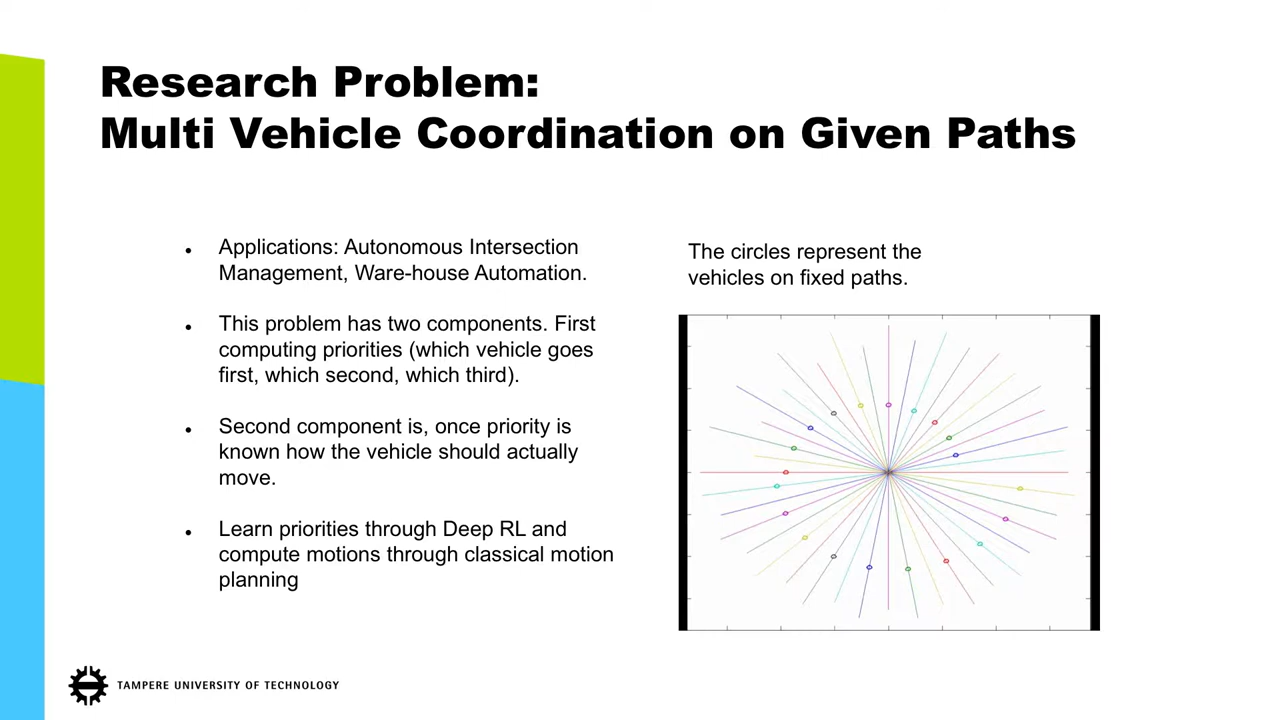 Research Problem:
Multi Vehicle Coordination on Given Paths
Applications: Autonomous Intersection
Management, Ware-house Automation.
This problem has two components. First
computing priorities (which vehicle goes
first, which second, which third).
Second component is, once priority is
known how the vehicle should actually
move.
Learn priorities through Deep RL and
compute motions through classical motion
planning
The circles represent the
vehicles on fixed paths.
TAMPERE UNIVERSITY OF TECHNOLOGY